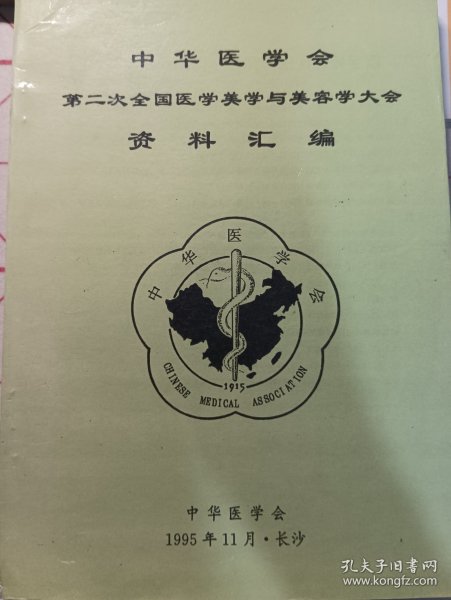 中华医学会
第二次全国医学美学与美容学大会
资料汇编
中华医学会
1915
CHINESE MEDICAL ASSOCIATION
中华医学会
1995年11月·长沙
孔夫子旧书网
www.kongfz.com